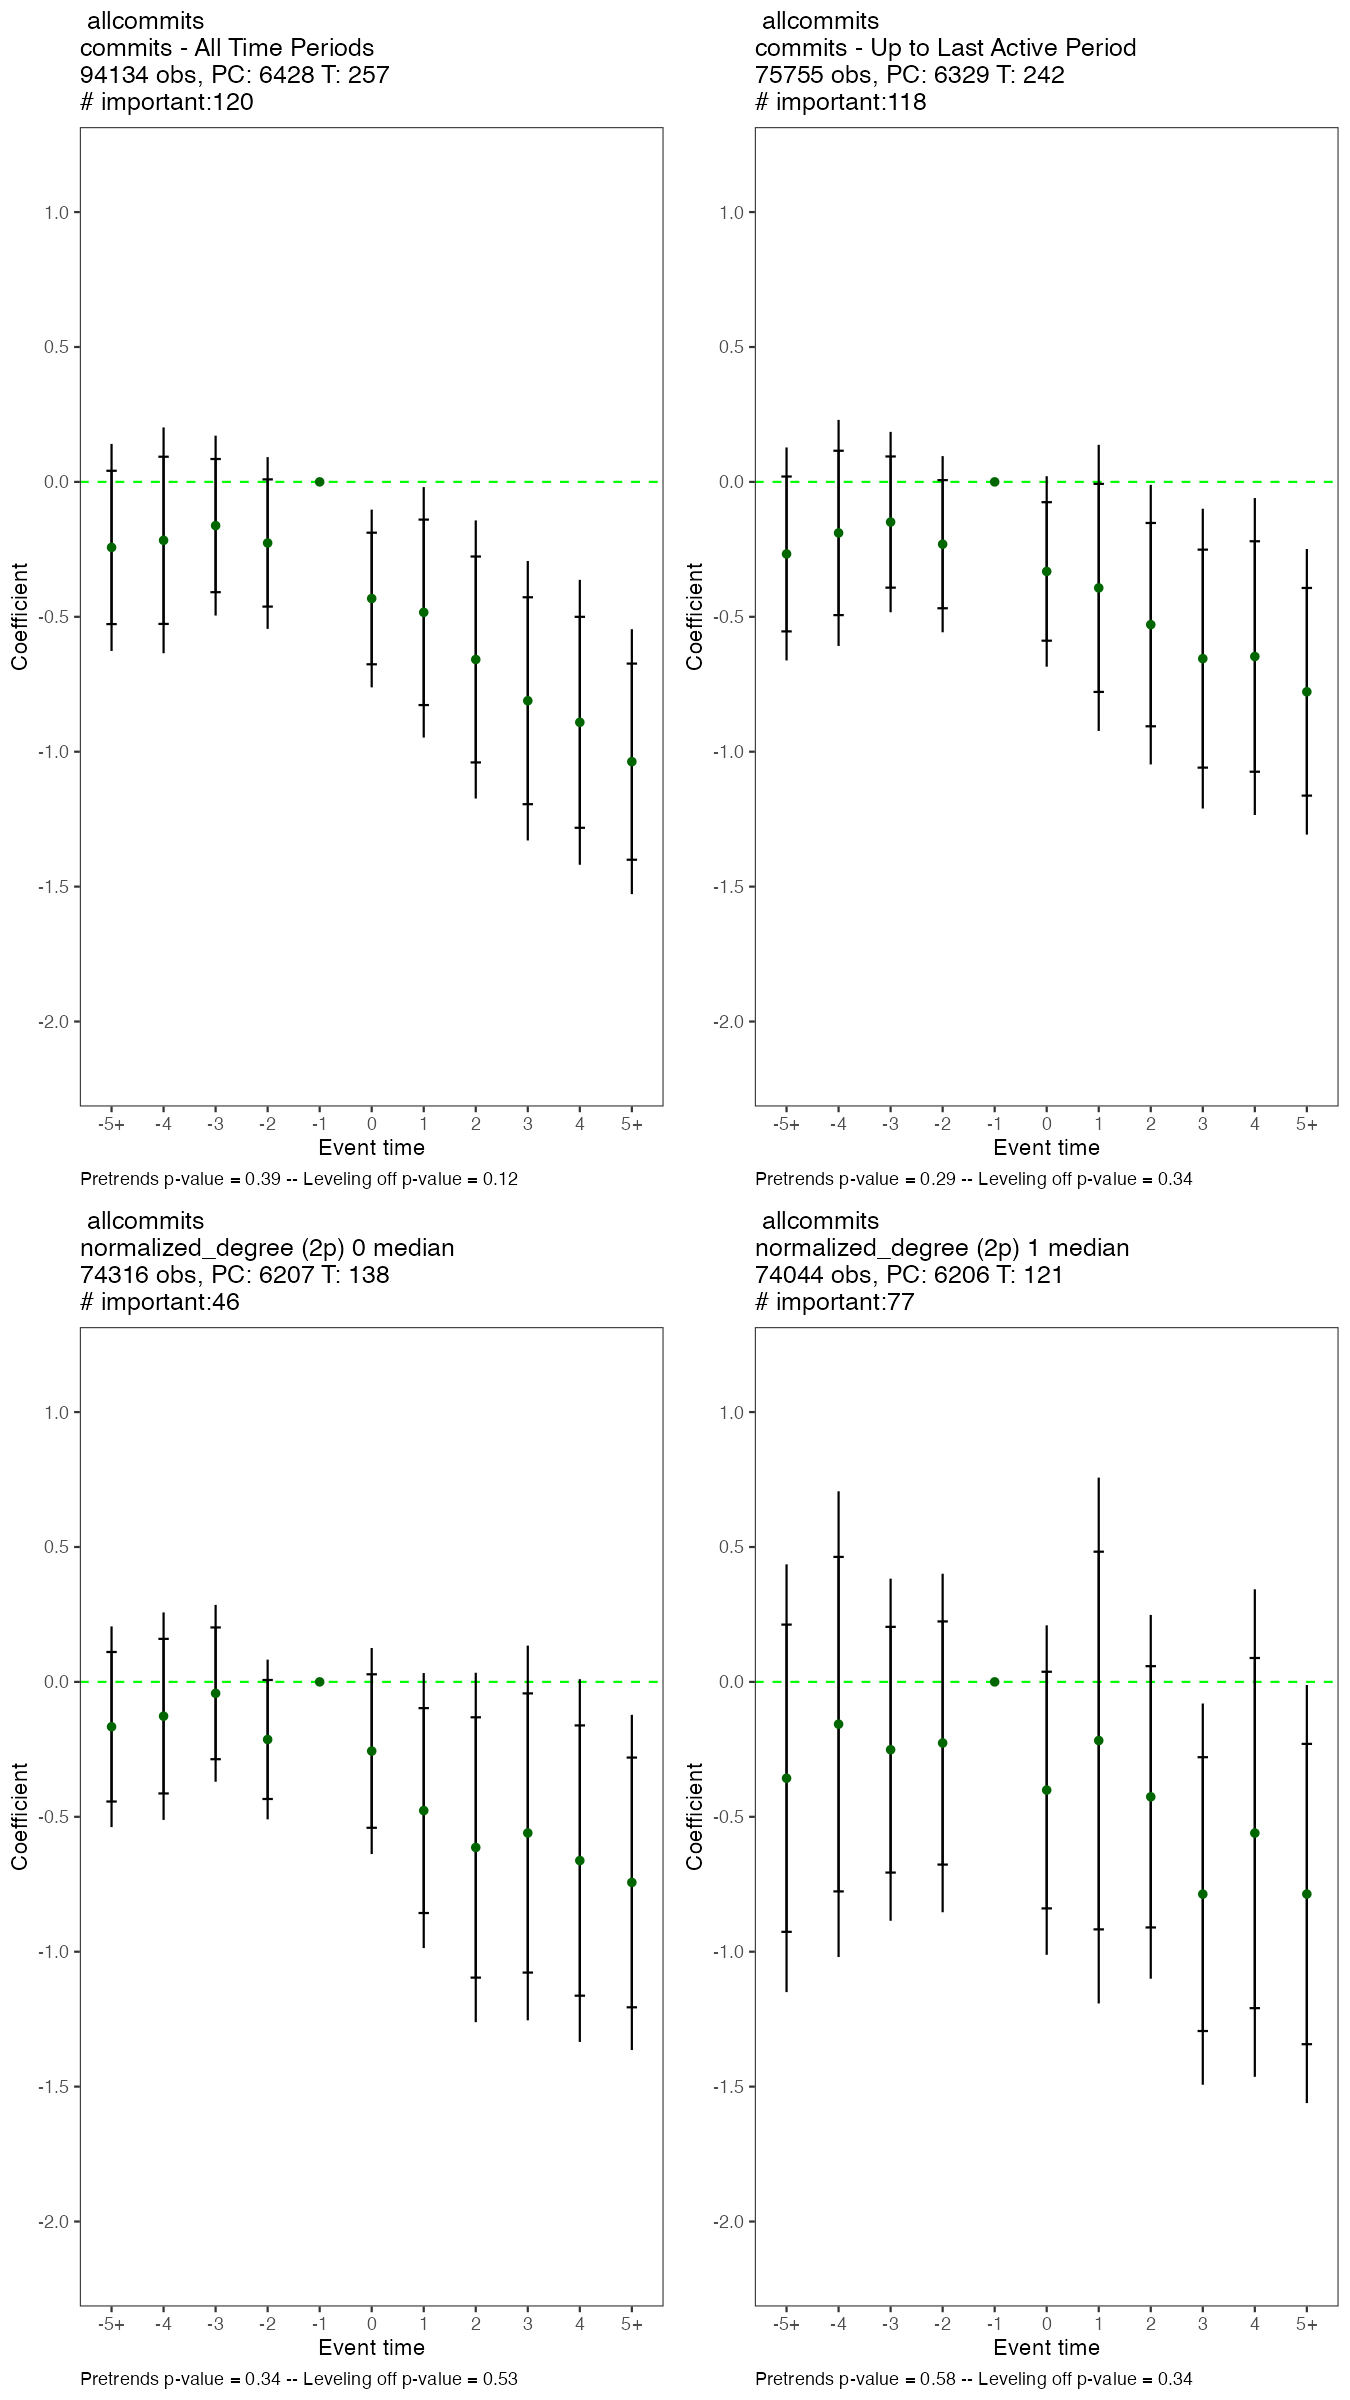 allcommits
commits - All Time Periods
94134 obs, PC: 6428 T: 257
# important:120
1.0
0.5
0.0
-0.5
-1.0
-1.5
-2.0
Coefficient
-5+ -4 -3 -2 -1 0 1 2 3 4 5+
Event time
Pretrends p-value = 0.39 -- Leveling off p-value = 0.12
allcommits
commits - Up to Last Active Period
75755 obs, PC: 6329 T: 242
# important:118
1.0
0.5
0.0
-0.5
-1.0
-1.5
-2.0
Coefficient
-5+ -4 -3 -2 -1 0 1 2 3 4 5+
Event time
Pretrends p-value = 0.29 -- Leveling off p-value = 0.34
allcommits
normalized_degree (2p) 0 median
74316 obs, PC: 6207 T: 138
# important:46
1.0
0.5
0.0
-0.5
-1.0
-1.5
-2.0
Coefficient
-5+ -4 -3 -2 -1 0 1 2 3 4 5+
Event time
Pretrends p-value = 0.34 -- Leveling off p-value = 0.53
allcommits
normalized_degree (2p) 1 median
74044 obs, PC: 6206 T: 121
# important:77
1.0
0.5
0.0
-0.5
-1.0
-1.5
-2.0
Coefficient
-5+ -4 -3 -2 -1 0 1 2 3 4 5+
Event time
Pretrends p-value = 0.58 -- Leveling off p-value = 0.34